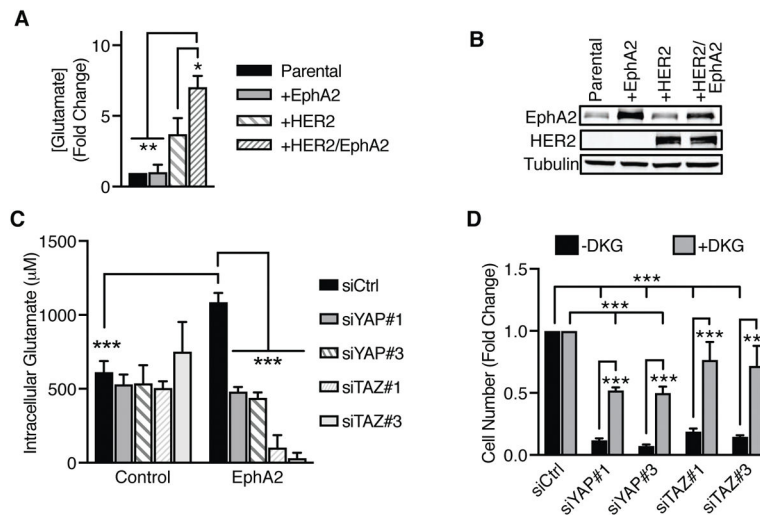 A
[Glutamate]
(Fold Change)
10
5
0
**
*
Parental
+EphA2
+HER2
+HER2/EphA2
B
Parental
+EphA2
+HER2
+HER2/
EphA2
EphA2
HER2
Tubulin
C
Intracellular Glutamate (μM)
1500
1000
500
0
***
***
Control
EphA2
siCtrl
siYAP#1
siYAP#3
siTAZ#1
siTAZ#3
D
-DKG
+DKG
Cell Number (Fold Change)
1.5
1.0
0.5
0.0
***
***
***
***
***
siCtrl
siYAP#1
siYAP#3
siTAZ#1
siTAZ#3